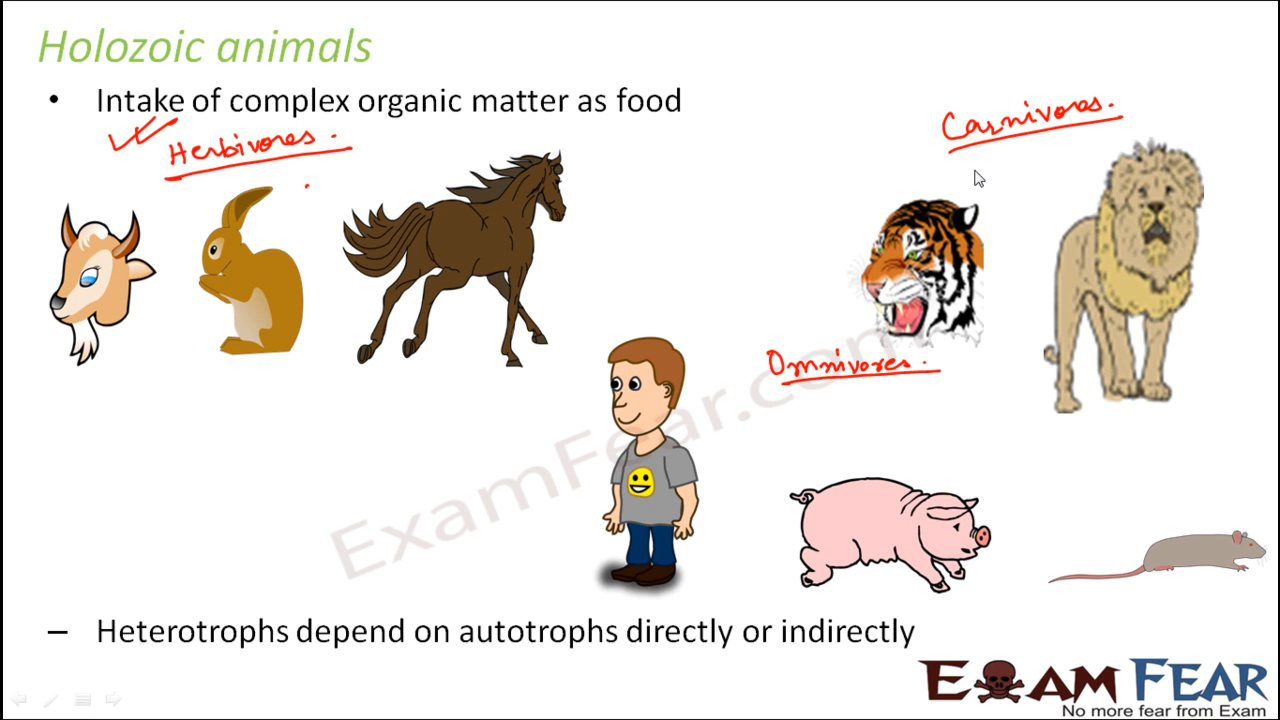 Holozoic animals
• Intake of complex organic matter as food
Herbivores.
Carnivores.
Omnivores.
ExamFear.com
– Heterotrophs depend on autotrophs directly or indirectly
EXAM FEAR
No more fear from Exam